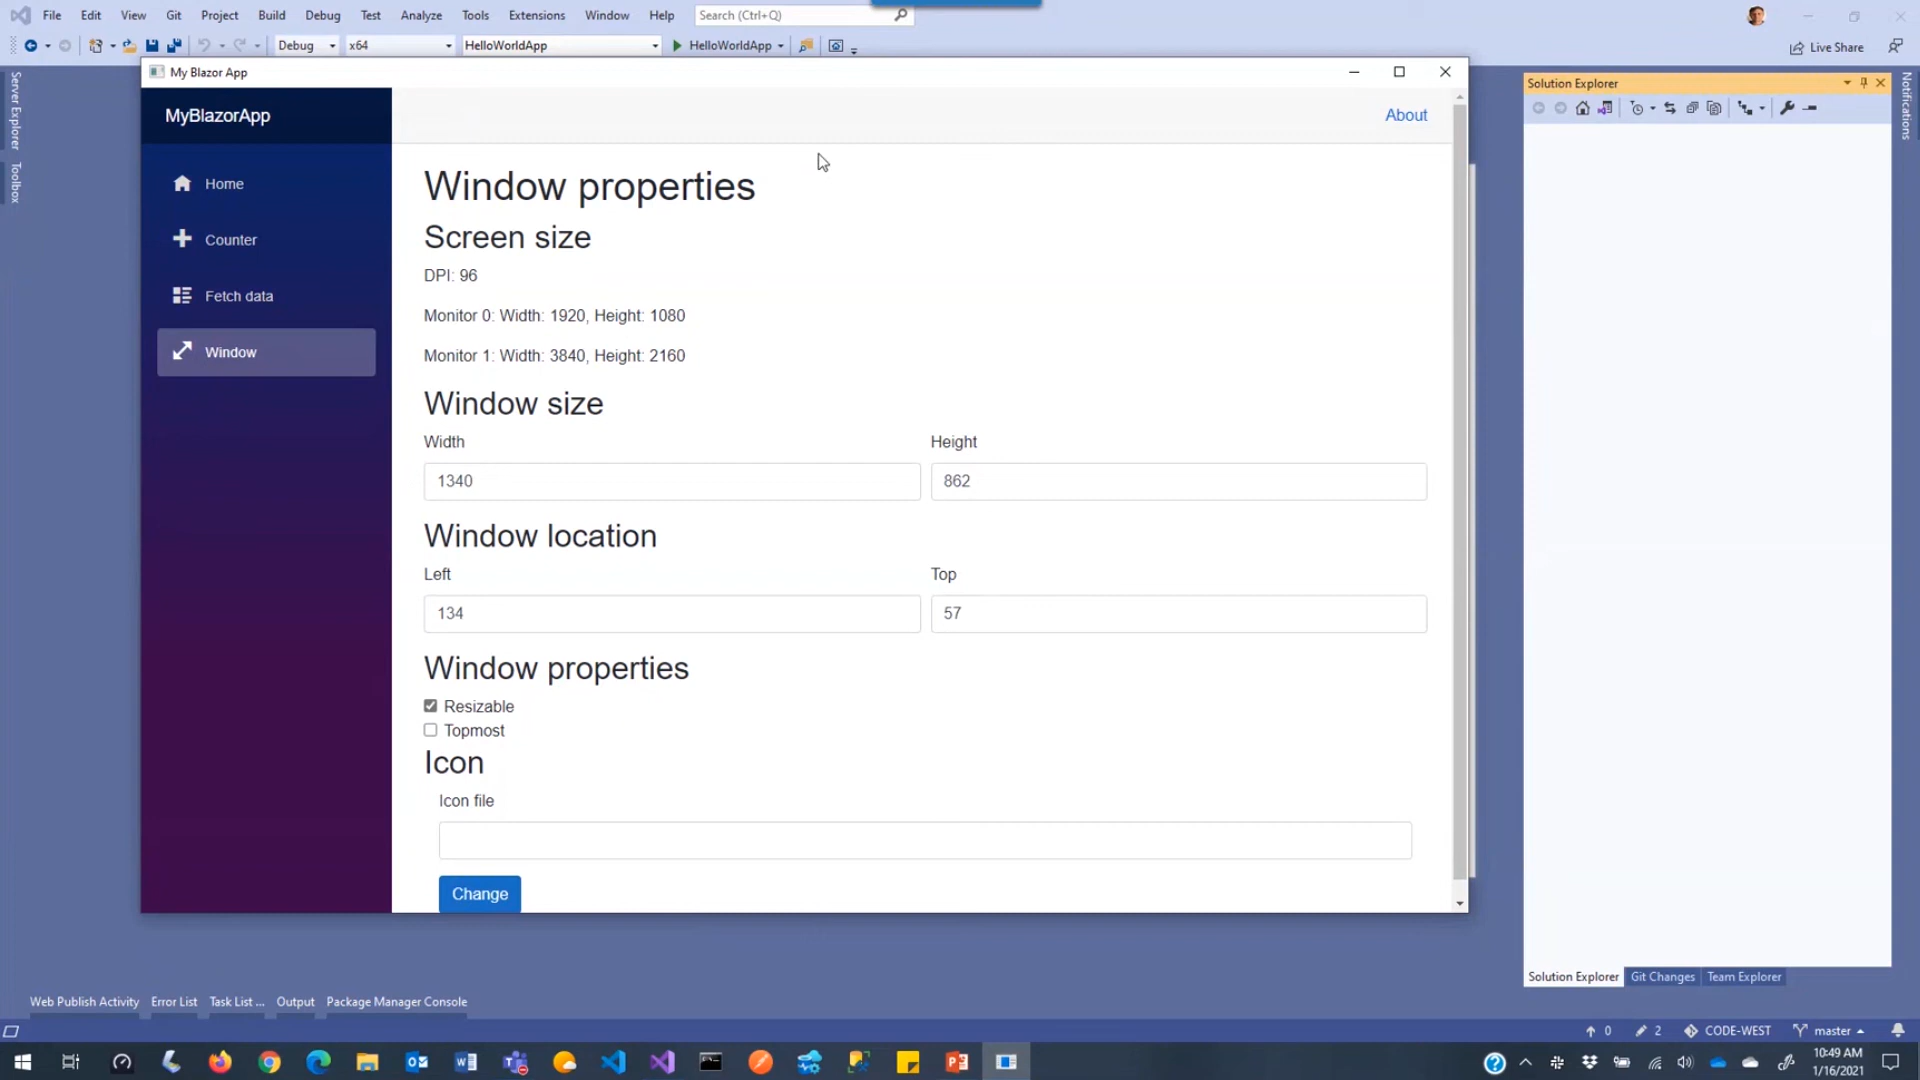 File Edit View Git Project Build Debug Test Analyze Tools Extensions Window Help Search (Ctrl+Q)
Debug x64 HelloWorldApp HelloWorldApp Live Share
My Blazor App
Server Explorer
Toolbox
Notifications
Solution Explorer
MyBlazorApp
About
Home
Counter
Fetch data
Window
Window properties
Screen size
DPI: 96
Monitor 0: Width: 1920, Height: 1080
Monitor 1: Width: 3840, Height: 2160
Window size
Width Height
1340 862
Window location
Left Top
134 57
Window properties
Resizable
Topmost
Icon
Icon file
Change
Solution Explorer Git Changes Team Explorer
Web Publish Activity Error List Task List ... Output Package Manager Console
0 2 CODE-WEST master
10:49 AM
1/16/2021